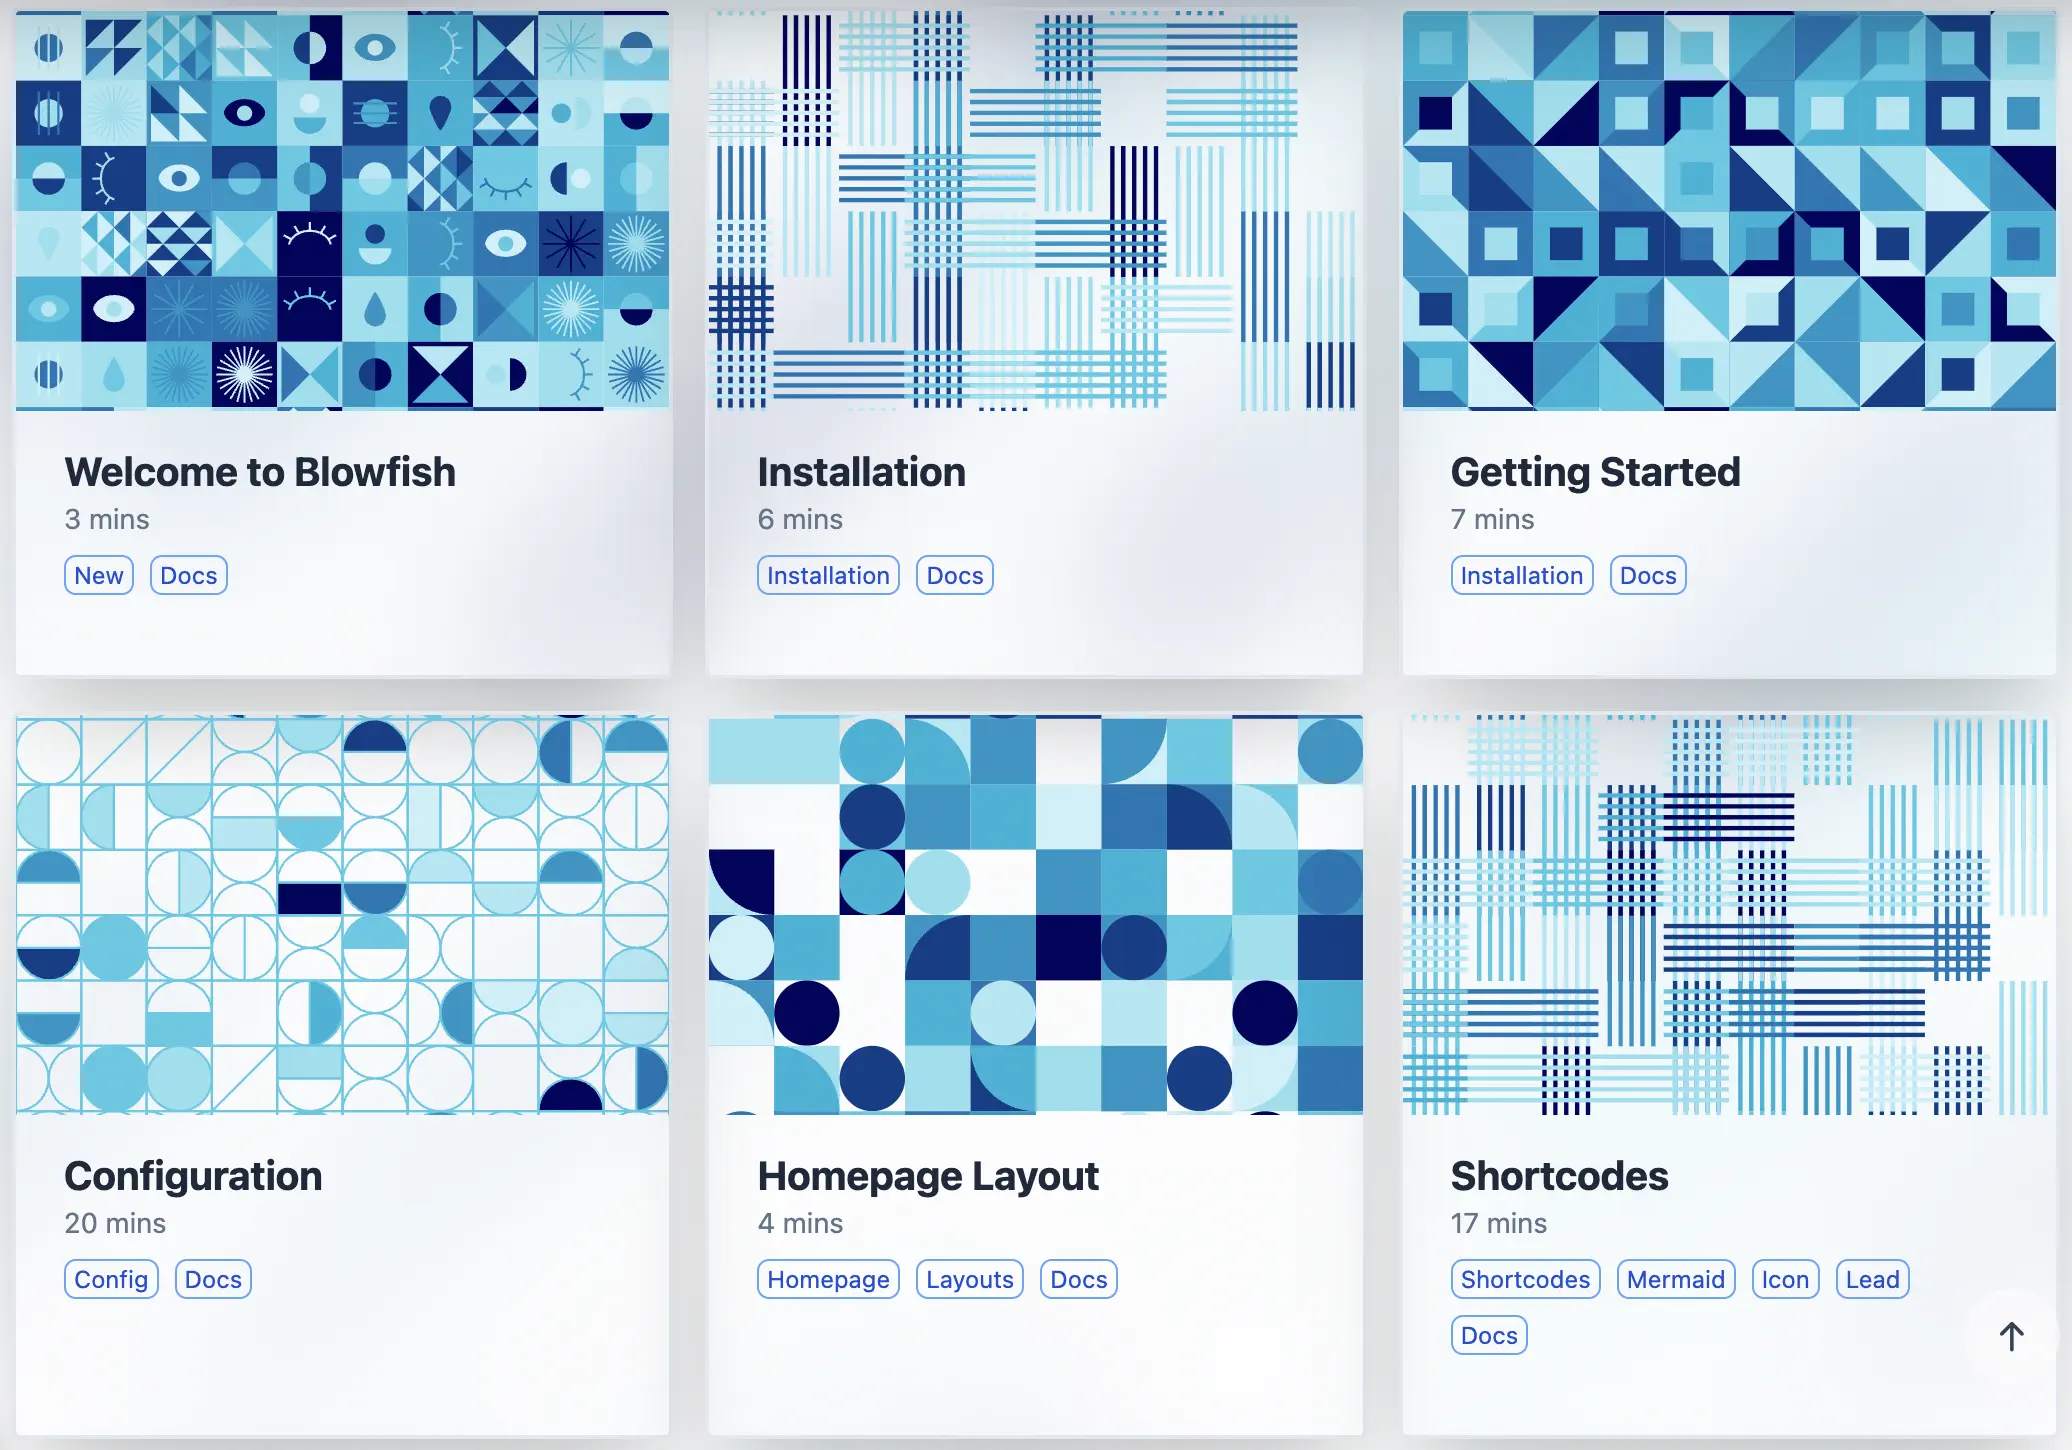 Welcome to Blowfish
3 mins
New Docs
Installation
6 mins
Installation Docs
Getting Started
7 mins
Installation Docs
Configuration
20 mins
Config Docs
Homepage Layout
4 mins
Homepage Layouts Docs
Shortcodes
17 mins
Shortcodes Mermaid Icon Lead
Docs